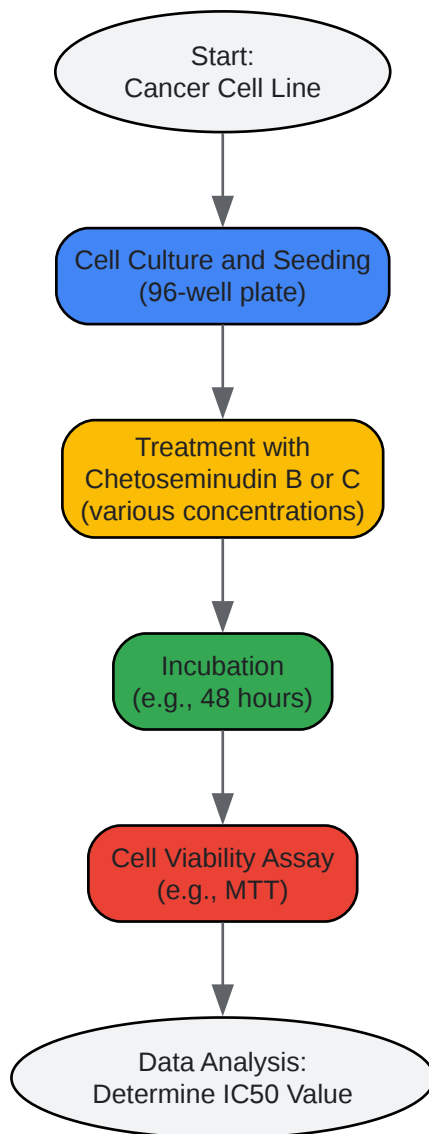 Start:
Cancer Cell Line
Cell Culture and Seeding
(96-well plate)
Treatment with
Chetoseminudin B or C
(various concentrations)
Incubation
(e.g., 48 hours)
Cell Viability Assay
(e.g., MTT)
Data Analysis:
Determine IC50 Value